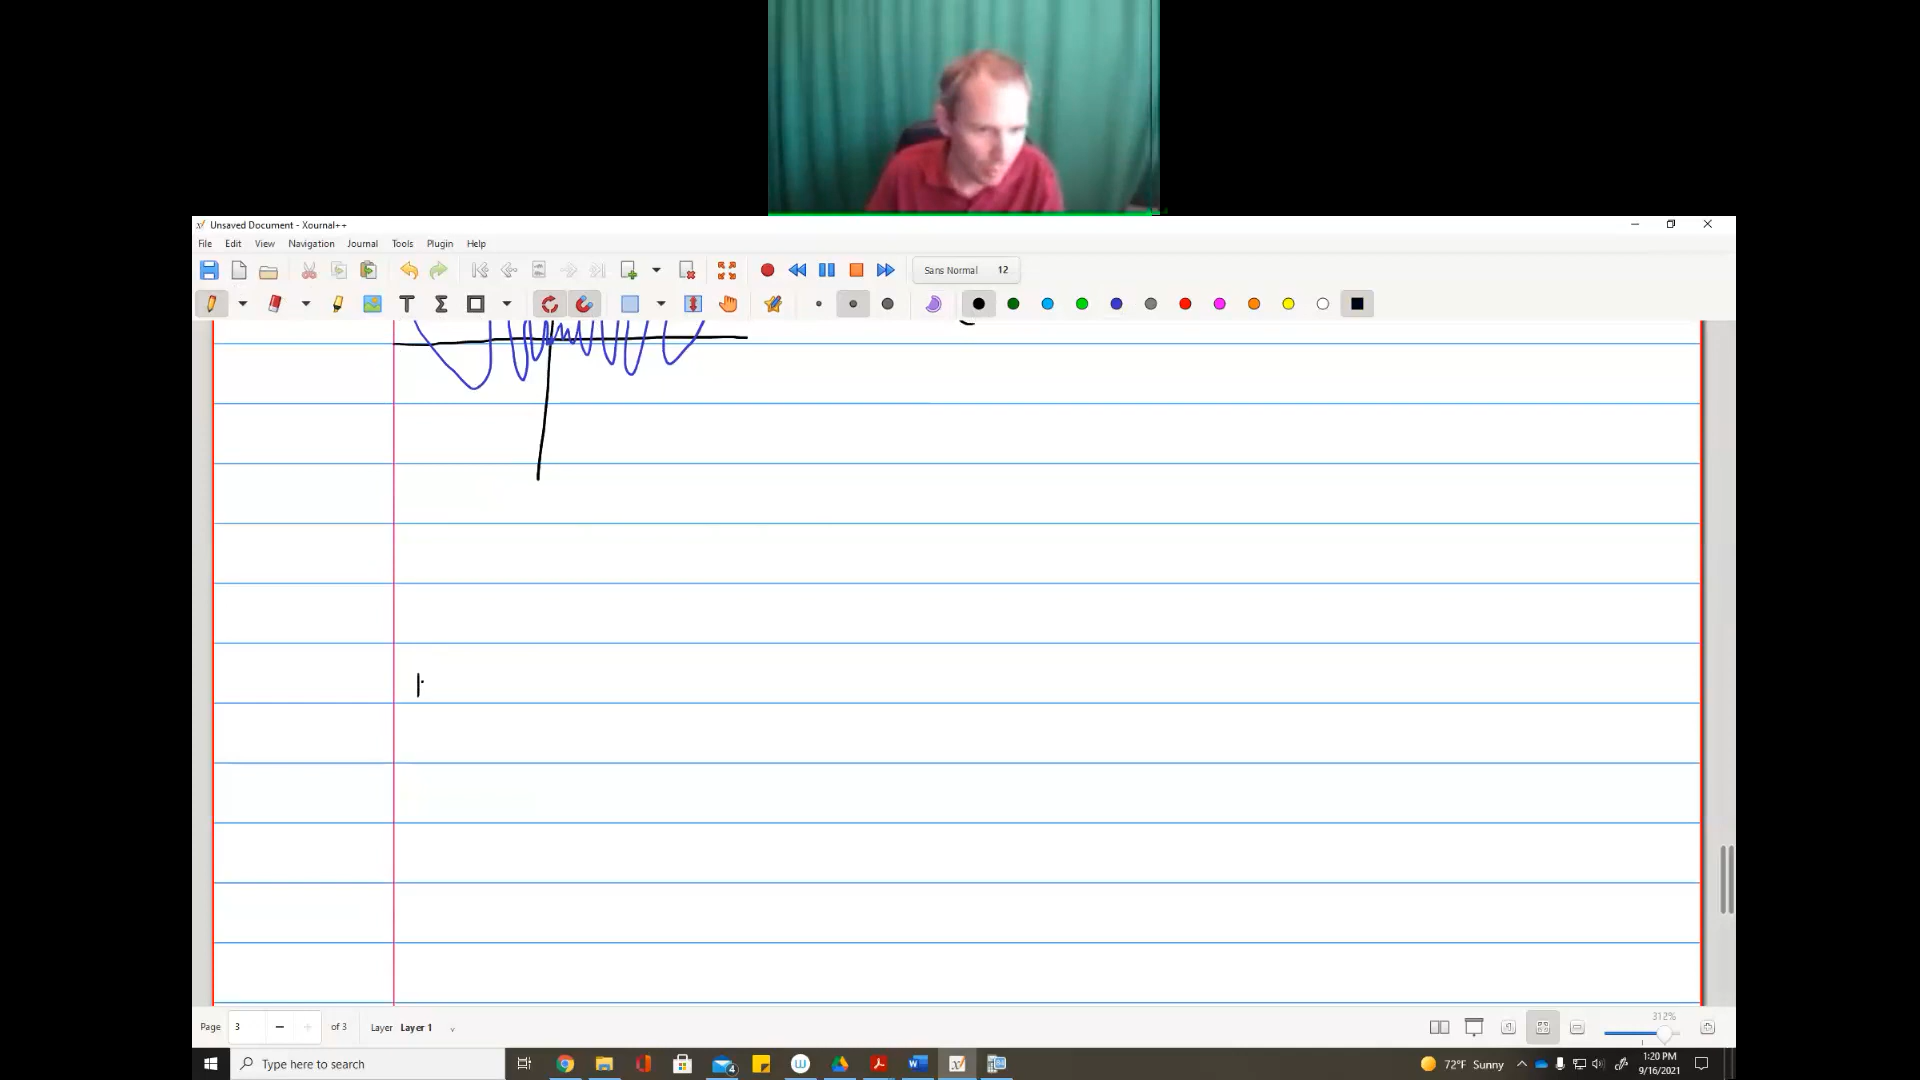 Unsaved Document - Xournal++
File Edit View Navigation Journal Tools Plugin Help
Sans Normal 12
Page 3 of 3 Layer Layer 1
312%
Type here to search
4
72°F Sunny
1:20 PM
9/16/2021